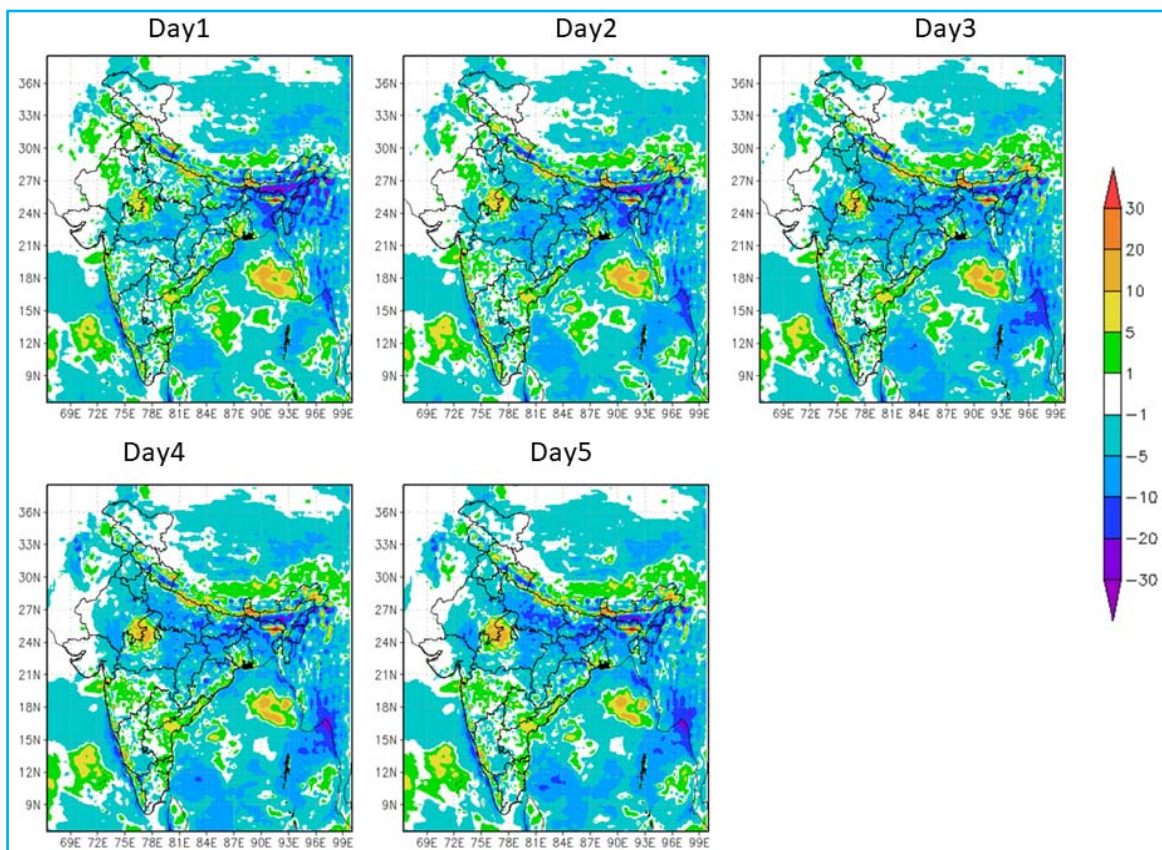 Day1 Day2 Day3
36N 36N 36N
33N 33N 33N
30N 30N 30N
27N 27N 27N
24N 24N 24N
21N 21N 21N
18N 18N 18N
15N 15N 15N
12N 12N 12N
9N 9N 9N
69E 72E 75E 78E 81E 84E 87E 90E 93E 96E 99E 69E 72E 75E 78E 81E 84E 87E 90E 93E 96E 99E 69E 72E 75E 78E 81E 84E 87E 90E 93E 96E 99E
Day4 Day5
36N 36N
33N 33N
30N 30N
27N 27N
24N 24N
21N 21N
18N 18N
15N 15N
12N 12N
9N 9N
69E 72E 75E 78E 81E 84E 87E 90E 93E 96E 99E 69E 72E 75E 78E 81E 84E 87E 90E 93E 96E 99E
30
20
10
5
1
-1
-5
-10
-20
-30